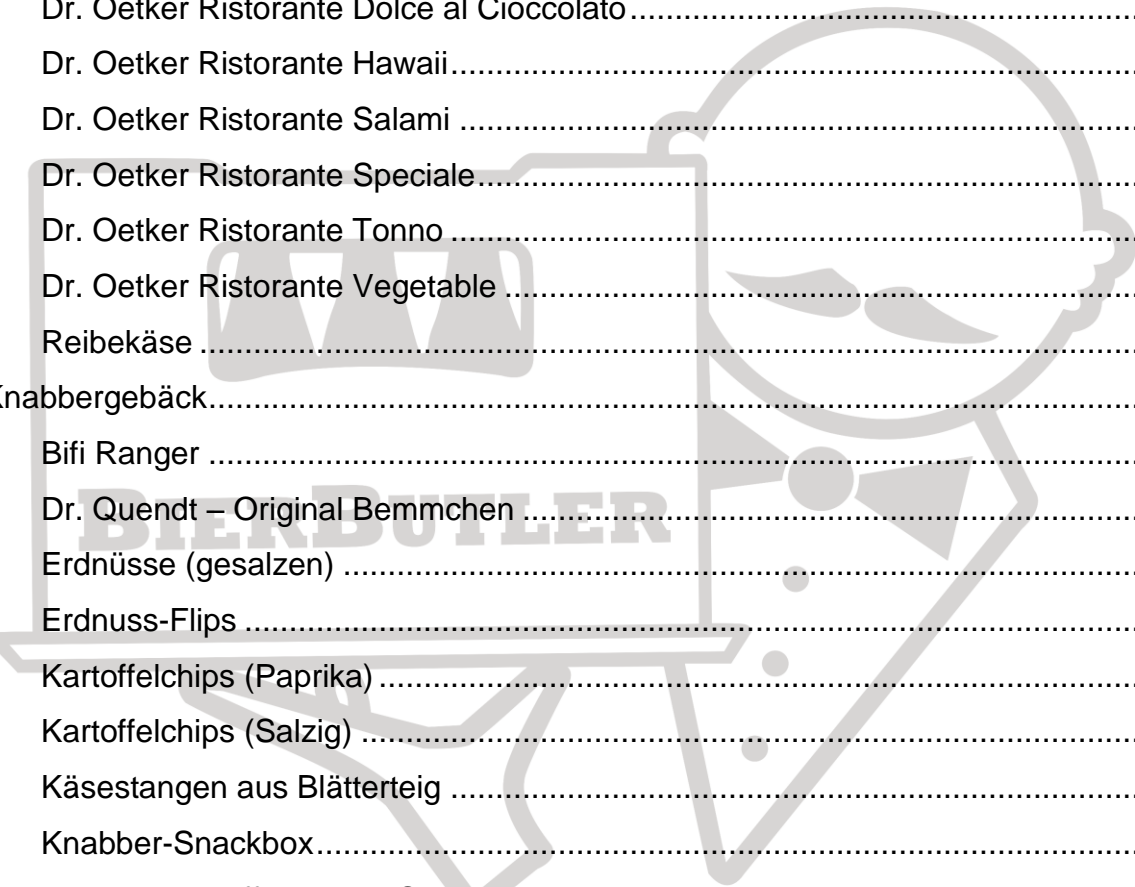 Dr. Oetker Ristorante Dolce al Cioccolato
Dr. Oetker Ristorante Hawaii
Dr. Oetker Ristorante Salami
Dr. Oetker Ristorante Speciale
Dr. Oetker Ristorante Tonno
Dr. Oetker Ristorante Vegetable
Reibekäse
Knabbergebäck
Bifi Ranger
Dr. Quendt – Original Bemmchen
BIERBUTLER
Erdnüsse (gesalzen)
Erdnuss-Flips
Kartoffelchips (Paprika)
Kartoffelchips (Salzig)
Käsestangen aus Blätterteig
Knabber-Snackbox